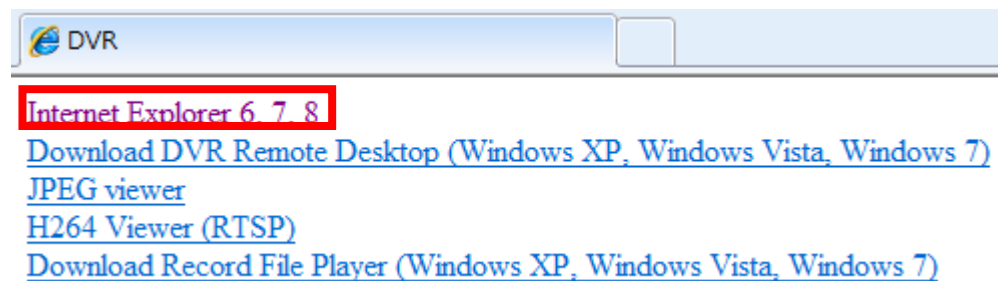 DVR
Internet Explorer 6, 7, 8
Download DVR Remote Desktop (Windows XP, Windows Vista, Windows 7)
JPEG viewer
H264 Viewer (RTSP)
Download Record File Player (Windows XP, Windows Vista, Windows 7)